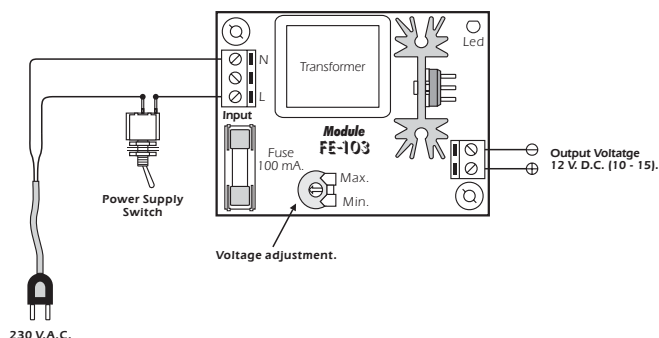 Led
N
Transformer
L
Input
Module
FE-103
Fuse
100 mA.
Max.
Min.
Output Voltatge
12 V. D.C. (10 - 15).
Power Supply
Switch
Voltage adjustment.
230 V.A.C.